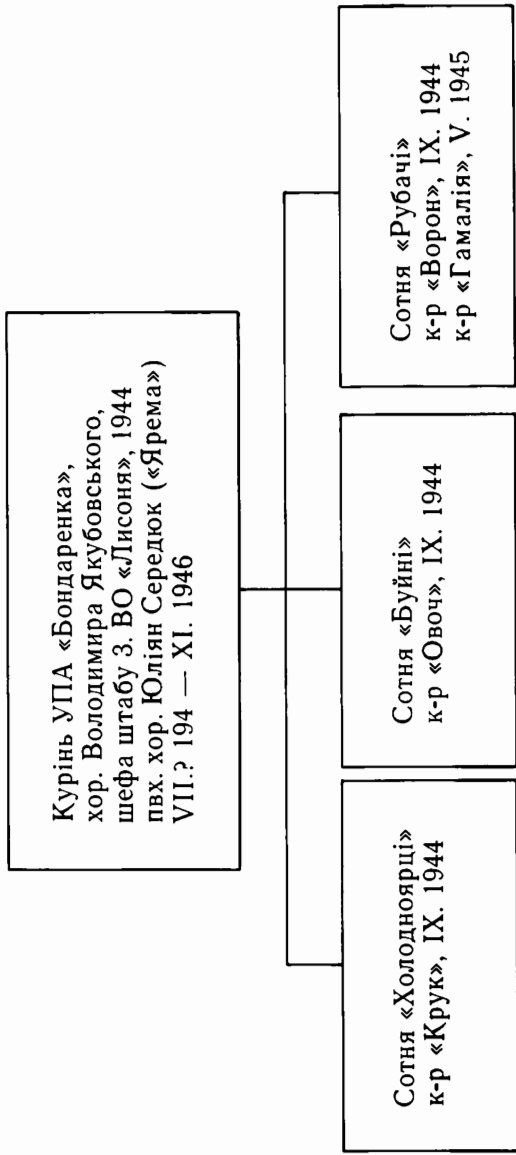 Курінь УПА «Бондаренка»,
хор. Володимира Якубовського,
шефа штабу 3. ВО «Лисоня», 1944
пвх. хор. Юліян Середюк («Ярема»)
VII.? 194 — XI. 1946
Сотня «Холодноярці»
к-р «Крук», IX. 1944
Сотня «Буйні»
к-р «Овоч», IX. 1944
Сотня «Рубачі»
к-р «Ворон», IX. 1944
к-р «Гамалія», V. 1945